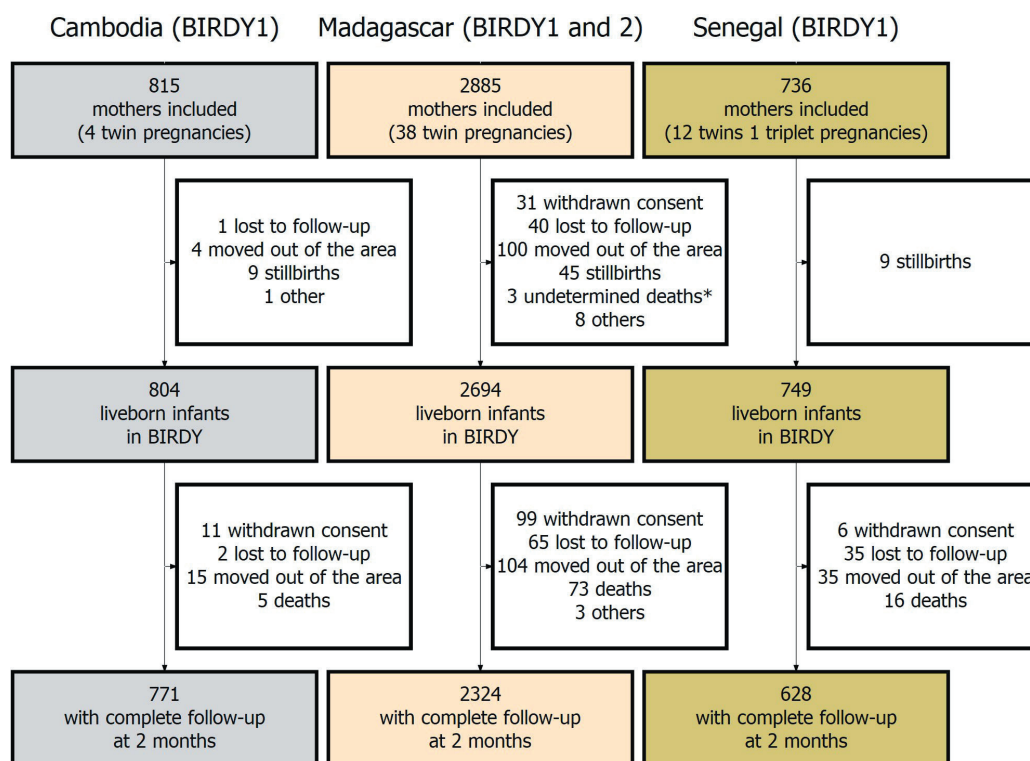 Cambodia (BIRDY1)
Madagascar (BIRDY1 and 2)
Senegal (BIRDY1)
815
mothers included
(4 twin pregnancies)
2885
mothers included
(38 twin pregnancies)
736
mothers included
(12 twins 1 triplet pregnancies)
1 lost to follow-up
4 moved out of the area
9 stillbirths
1 other
31 withdrawn consent
40 lost to follow-up
100 moved out of the area
45 stillbirths
3 undetermined deaths*
8 others
9 stillbirths
804
liveborn infants
in BIRDY
2694
liveborn infants
in BIRDY
749
liveborn infants
in BIRDY
11 withdrawn consent
2 lost to follow-up
15 moved out of the area
5 deaths
99 withdrawn consent
65 lost to follow-up
104 moved out of the area
73 deaths
3 others
6 withdrawn consent
35 lost to follow-up
35 moved out of the area
16 deaths
771
with complete follow-up
at 2 months
2324
with complete follow-up
at 2 months
628
with complete follow-up
at 2 months